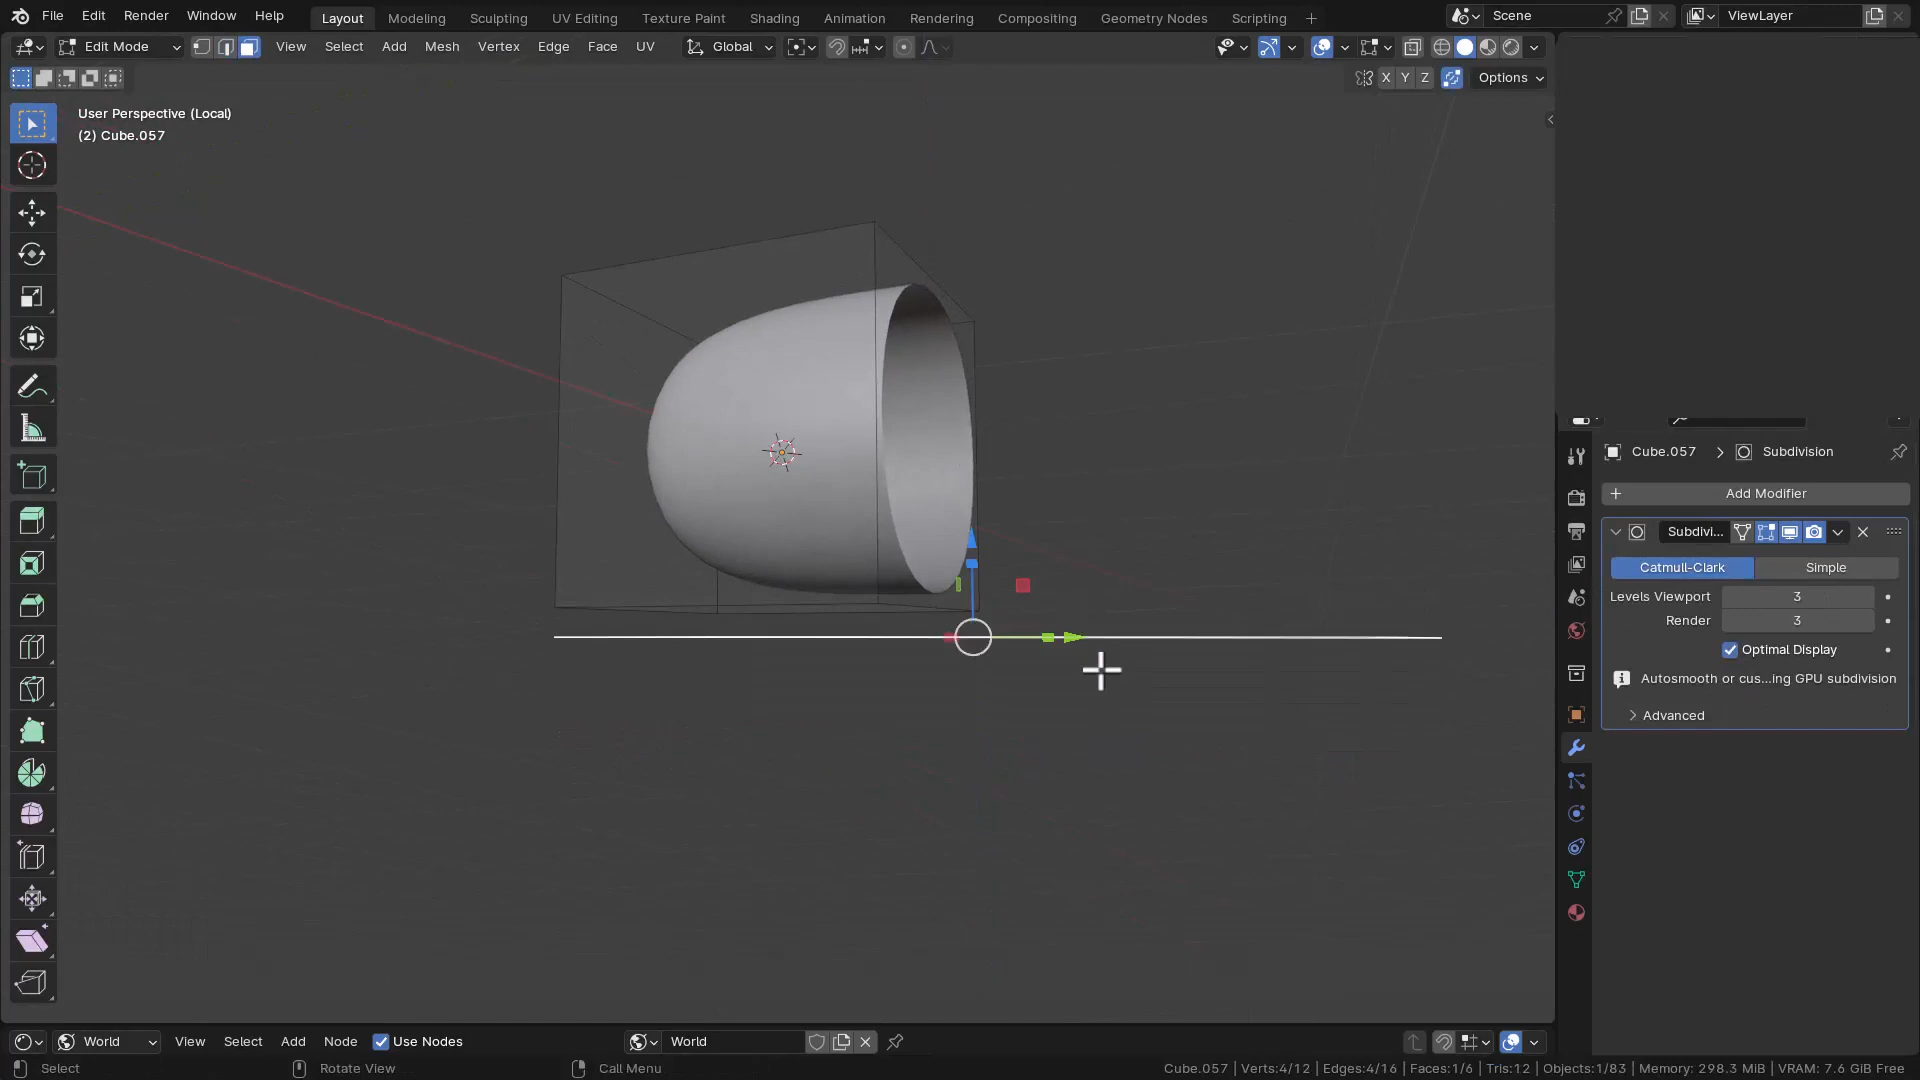 File Edit Render Window Help Layout Modeling Sculpting UV Editing Texture Paint Shading Animation Rendering Compositing Geometry Nodes Scripting + Scene ViewLayer
Edit Mode View Select Add Mesh Vertex Edge Face UV Global
X Y Z Options
User Perspective (Local)
(2) Cube.057
Cube.057 > Subdivision
+ Add Modifier
Subdivi...
Catmull-Clark Simple
Levels Viewport 3
Render 3
Optimal Display
Autosmooth or cus...ing GPU subdivision
> Advanced
World View Select Add Node Use Nodes World
Select Rotate View Call Menu Cube.057 | Verts:4/12 | Edges:4/16 | Faces:1/6 | Tris:12 | Objects:1/83 | Memory: 298.3 MiB | VRAM: 7.6 GiB Free